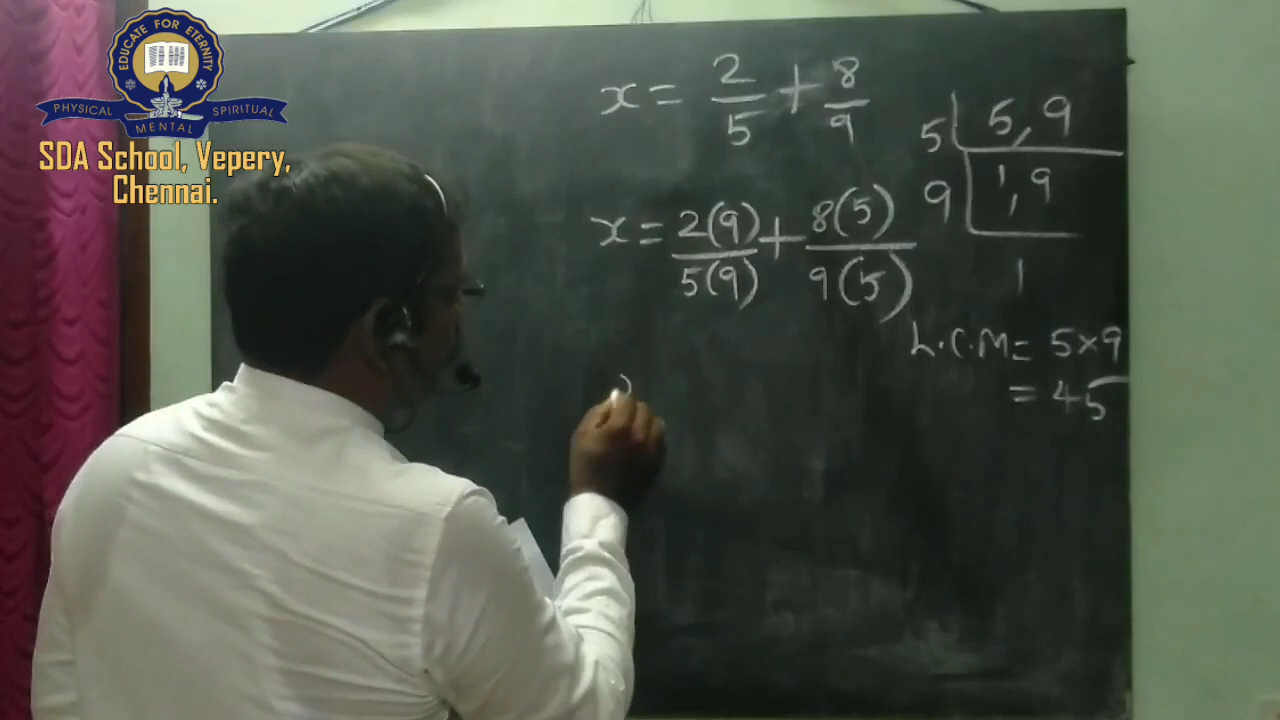 EDUCATE FOR ETERNITY
PHYSICAL MENTAL SPIRITUAL
SDA School, Vepery,
Chennai.
x = 2/5 + 8/9
x = 2(9)/5(9) + 8(5)/9(5)
5 | 5, 9
9 | 1, 9
1
L.C.M = 5×9
= 45